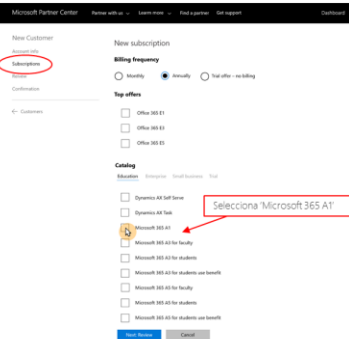 Microsoft Partner Center
Partner with us
Learn more
Find a partner
Get support
Dashboard
New Customer
Account info
Subscriptions
Review
Confirmation
← Customers
New subscription
Billing frequency
Monthly
Annually
Trial offer – no billing
Top offers
Office 365 E1
Office 365 E3
Office 365 E5
Catalog
Education Enterprise Small business Trial
Dynamics AX Self Serve
Dynamics AX Task
Microsoft 365 A1
Microsoft 365 A3 for faculty
Microsoft 365 A3 for students
Microsoft 365 A3 for students use benefit
Microsoft 365 A5 for faculty
Microsoft 365 A5 for students
Microsoft 365 A5 for students use benefit
Selecciona 'Microsoft 365 A1'
Next: Review
Cancel